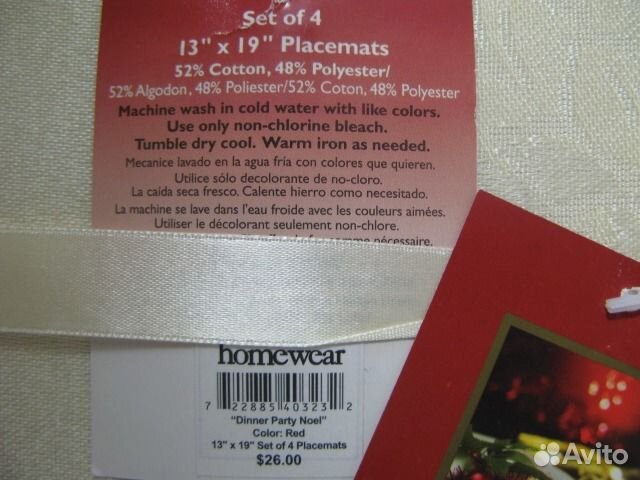 Set of 4
13" x 19" Placemats
52% Cotton, 48% Polyester/
52% Algodon, 48% Poliester/52% Coton, 48% Polyester
Machine wash in cold water with like colors.
Use only non-chlorine bleach.
Tumble dry cool. Warm iron as needed.
Mecanice lavado en la agua fría con colores que quieren.
Utilice sólo decolorante de no-cloro.
La caída seca fresco. Caliente hierro como necesitado.
La machine se lave dans l'eau froide avec les couleurs aimées.
Utiliser le décolorant seulement non-chlore.
nécessaire.
homewear
7 22885 40323 2
"Dinner Party Noel"
Color: Red
13" x 19" Set of 4 Placemats
$26.00
Avito